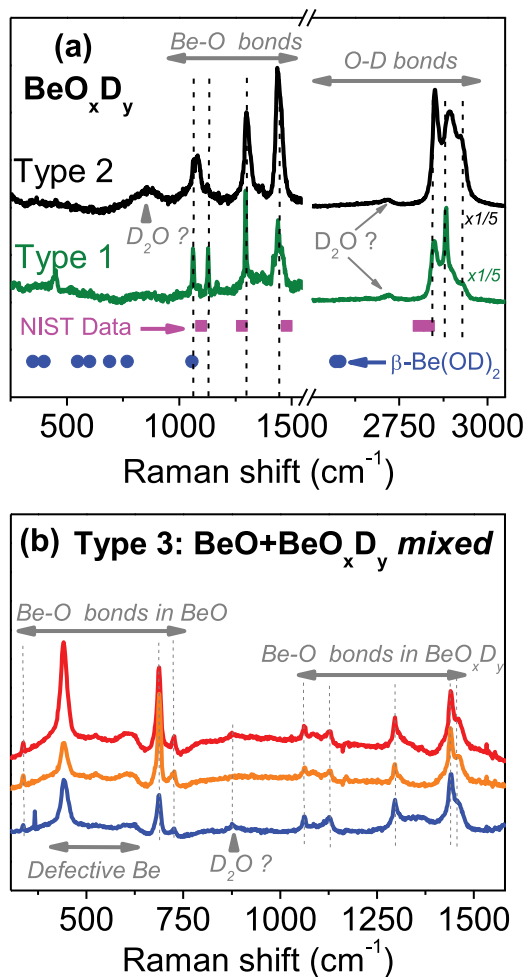 (a)
Be-O bonds
O-D bonds
BeOxDy
Type 2
D2O ?
D2O ?
x1/5
Type 1
x1/5
NIST Data
β-Be(OD)2
500
1000
1500
2750
3000
Raman shift (cm-1)
(b) Type 3: BeO+BeOxDy mixed
Be-O bonds in BeO
Be-O bonds in BeOxDy
Defective Be
D2O ?
500
750
1000
1250
1500
Raman shift (cm-1)